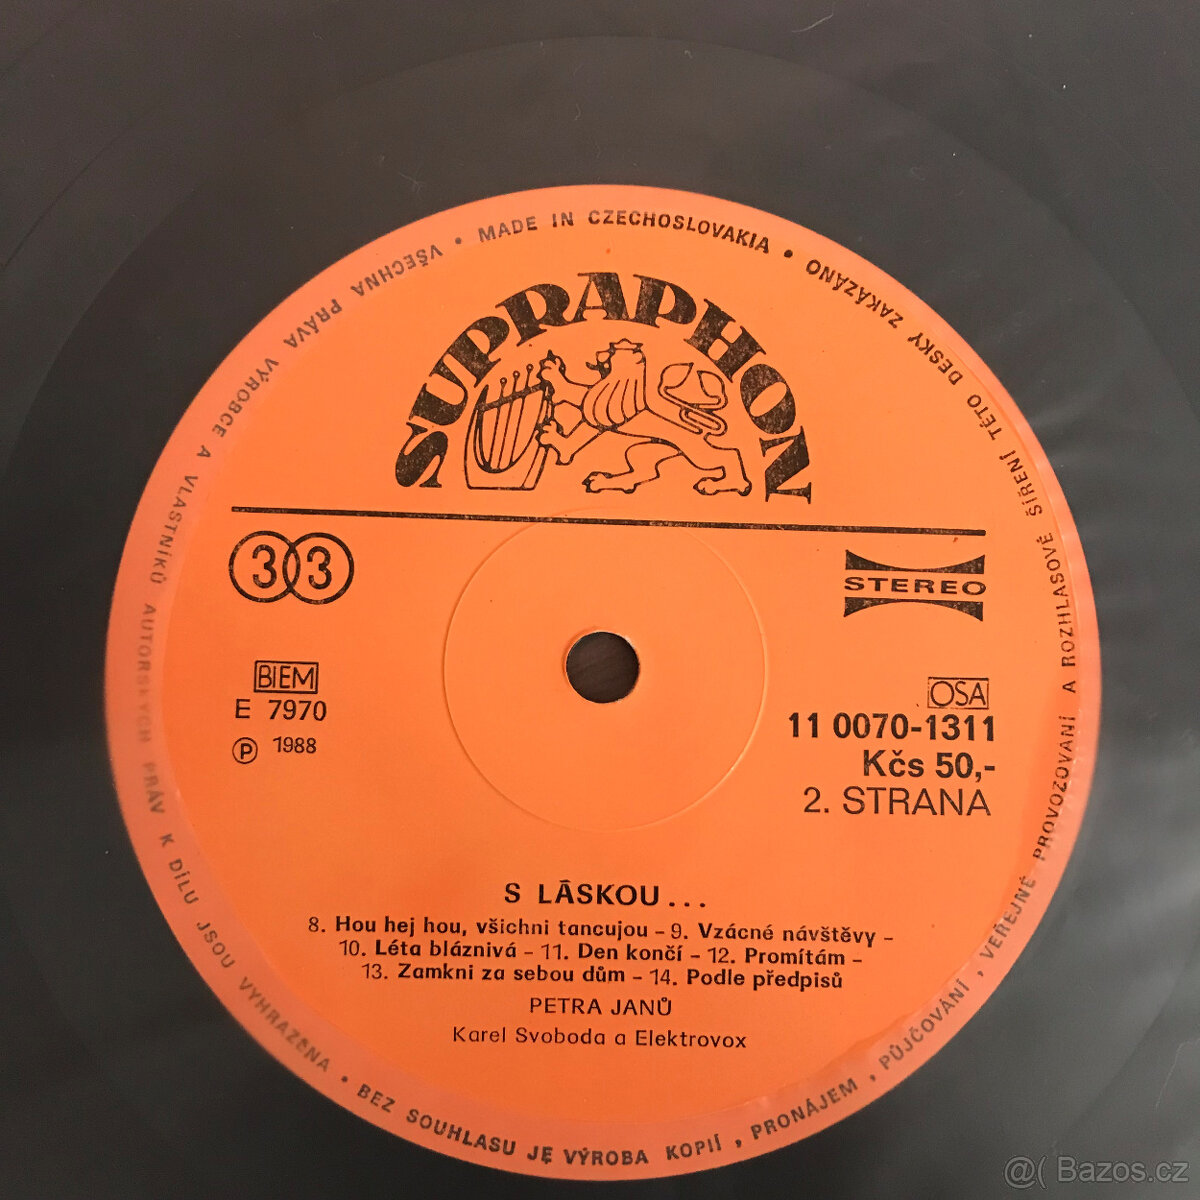 MADE IN CZECHOSLOVAKIA • VŠECHNA PRÁVA VÝROBCE A VLASTNÍKŮ AUTORSKÝCH PRÁV K DÍLU JSOU VYHRAZENA • BEZ SOUHLASU JE VÝROBA KOPIÍ, PRONÁJEM, PŮJČOVÁNÍ, VEŘEJNÉ PROVOZOVÁNÍ A ROZHLASOVÉ ŠÍŘENÍ TÉTO DESKY ZAKÁZÁNO •
SUPRAPHON
33
STEREO
BIEM
E 7970
℗ 1988
OSA
11 0070-1311
Kčs 50,-
2. STRANA
S LÁSKOU...
8. Hou hej hou, všichni tancujou – 9. Vzácné návštěvy –
10. Léta bláznivá – 11. Den končí – 12. Promítám –
13. Zamkni za sebou dům – 14. Podle předpisů
PETRA JANŮ
Karel Svoboda a Elektrovox
@( Bazos.cz